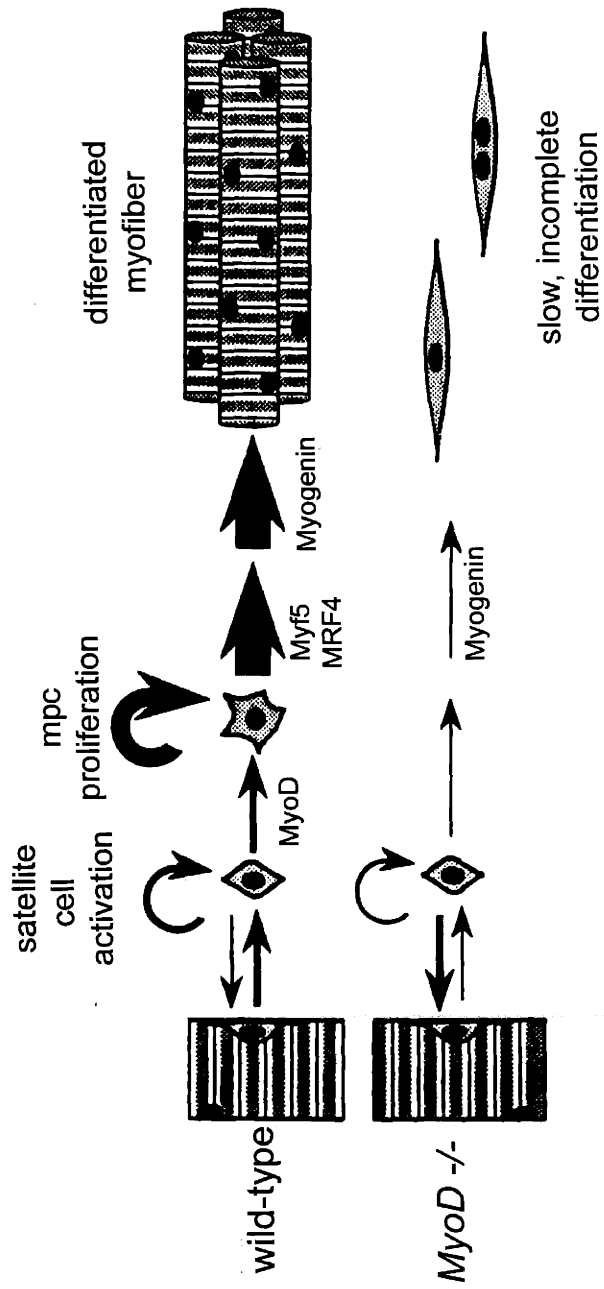 satellite
cell
activation
mpc
proliferation
differentiated
myofiber
wild-type
MyoD
Myf5
MRF4
Myogenin
MyoD -/-
Myogenin
slow, incomplete
differentiation